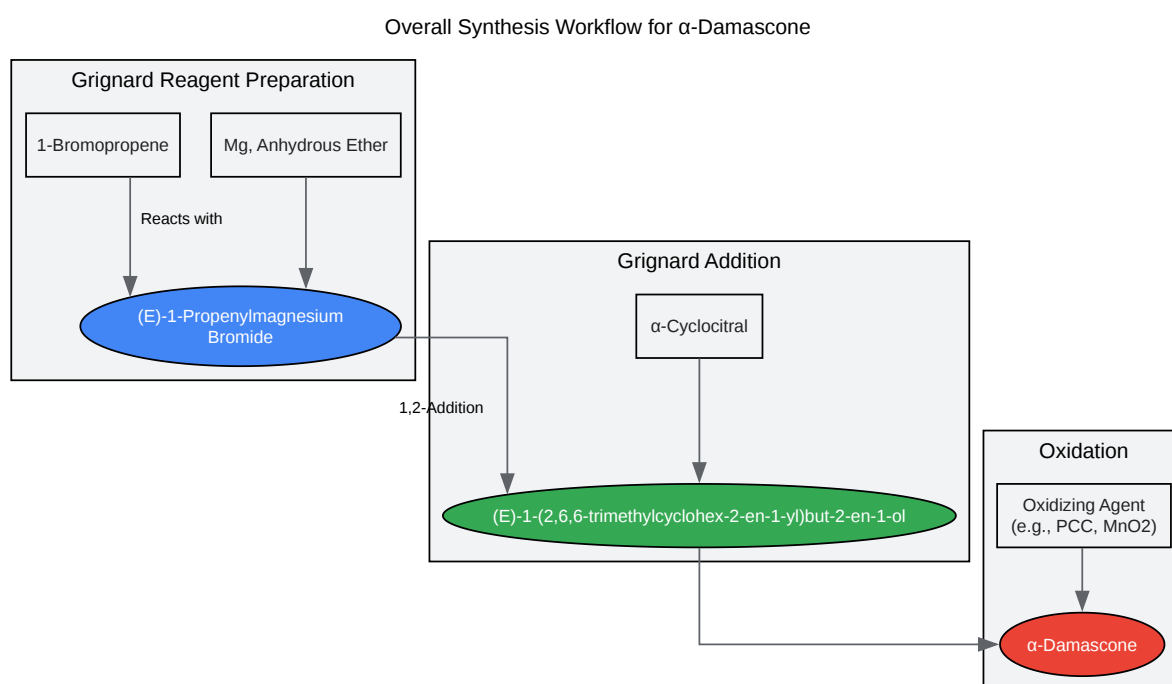 Overall Synthesis Workflow for α-Damascone
Grignard Reagent Preparation
1-Bromopropene
Mg, Anhydrous Ether
Reacts with
(E)-1-Propenylmagnesium
Bromide
Grignard Addition
α-Cyclocitral
1,2-Addition
(E)-1-(2,6,6-trimethylcyclohex-2-en-1-yl)but-2-en-1-ol
Oxidation
Oxidizing Agent
(e.g., PCC, MnO2)
α-Damascone